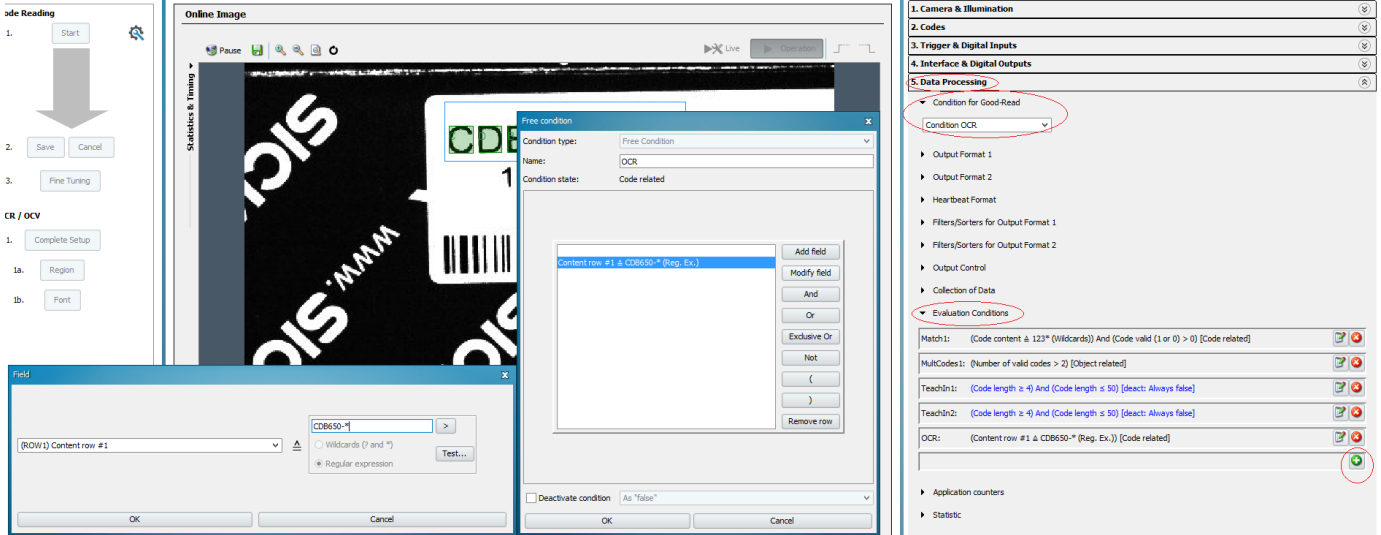 ode Reading
1.
Start
2.
Save
Cancel
3.
Fine Tuning
CR / OCV
1.
Complete Setup
1a.
Region
1b.
Font
Online Image
Pause
Live
Operation
Statistics & Timing
SICK
www.
SIC
CDB
1
Free condition
x
Condition type:
Free Condition
Name:
OCR
Condition state:
Code related
Content row #1 ≙ CDB650-* (Reg. Ex.)
Add field
Modify field
And
Or
Exclusive Or
Not
(
)
Remove row
Deactivate condition
As "false"
OK
Cancel
Field
x
(ROW1) Content row #1
≙
CDB650-*
>
Wildcards (? and *)
Regular expression
Test...
OK
Cancel
1. Camera & Illumination
2. Codes
3. Trigger & Digital Inputs
4. Interface & Digital Outputs
5. Data Processing
Condition for Good-Read
Condition OCR
Output Format 1
Output Format 2
Heartbeat Format
Filters/Sorters for Output Format 1
Filters/Sorters for Output Format 2
Output Control
Collection of Data
Evaluation Conditions
Match1: (Code content ≙ 123* (Wildcards)) And (Code valid (1 or 0) > 0) [Code related]
MultCodes1: (Number of valid codes > 2) [Object related]
TeachIn1: (Code length ≥ 4) And (Code length ≤ 50) [deact: Always false]
TeachIn2: (Code length ≥ 4) And (Code length ≤ 50) [deact: Always false]
OCR: (Content row #1 ≙ CDB650-* (Reg. Ex.)) [Code related]
Application counters
Statistic